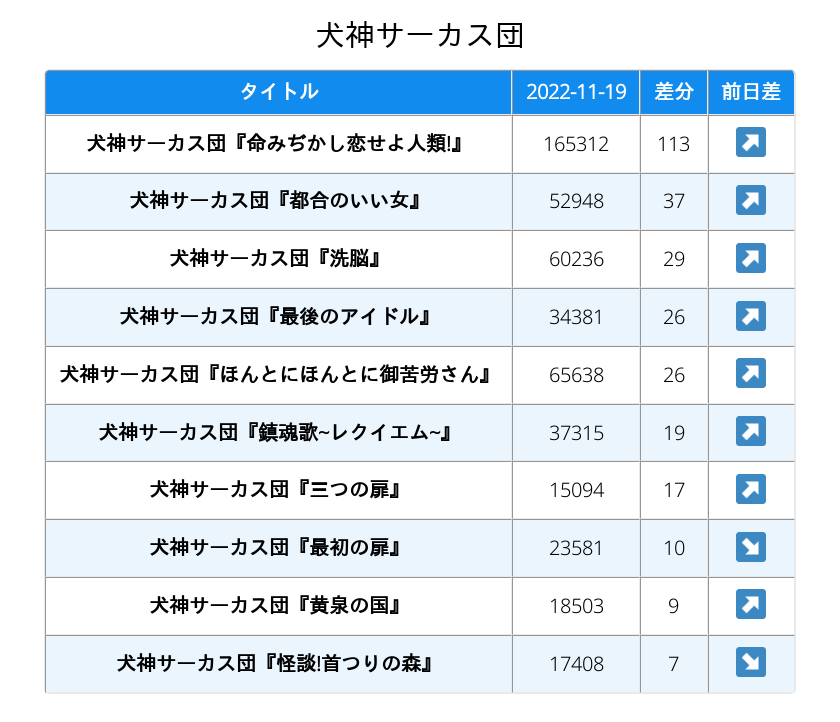 犬神サーカス団
タイトル 2022-11-19 差分 前日差
犬神サーカス団『命みぢかし恋せよ人類!』 165312 113 ↗
犬神サーカス団『都合のいい女』 52948 37 ↗
犬神サーカス団『洗脳』 60236 29 ↗
犬神サーカス団『最後のアイドル』 34381 26 ↗
犬神サーカス団『ほんとにほんとに御苦労さん』 65638 26 ↗
犬神サーカス団『鎮魂歌~レクイエム~』 37315 19 ↗
犬神サーカス団『三つの扉』 15094 17 ↗
犬神サーカス団『最初の扉』 23581 10 ↘
犬神サーカス団『黄泉の国』 18503 9 ↗
犬神サーカス団『怪談!首つりの森』 17408 7 ↘